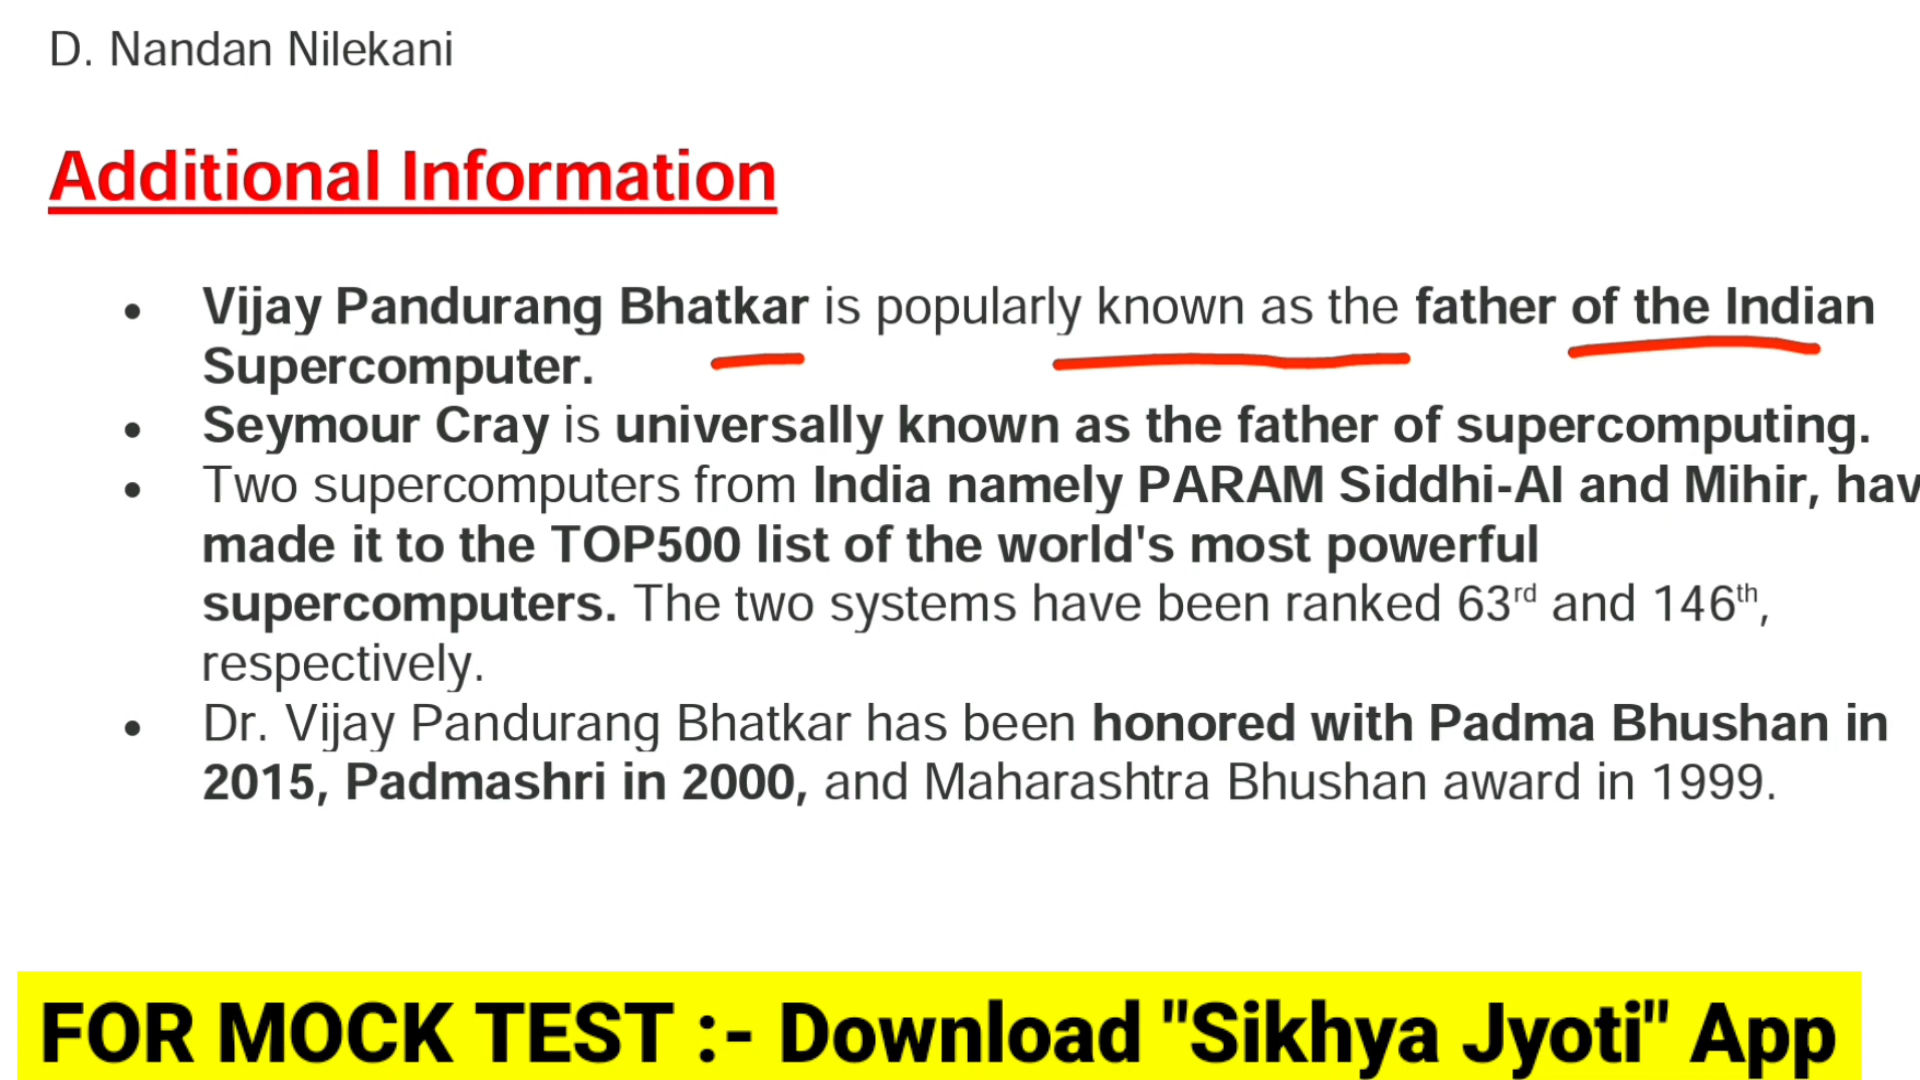 D. Nandan Nilekani
Additional Information
• Vijay Pandurang Bhatkar is popularly known as the father of the Indian
Supercomputer.
• Seymour Cray is universally known as the father of supercomputing.
• Two supercomputers from India namely PARAM Siddhi-AI and Mihir, hav
made it to the TOP500 list of the world's most powerful
supercomputers. The two systems have been ranked 63rd and 146th,
respectively.
• Dr. Vijay Pandurang Bhatkar has been honored with Padma Bhushan in
2015, Padmashri in 2000, and Maharashtra Bhushan award in 1999.
FOR MOCK TEST :- Download "Sikhya Jyoti" App